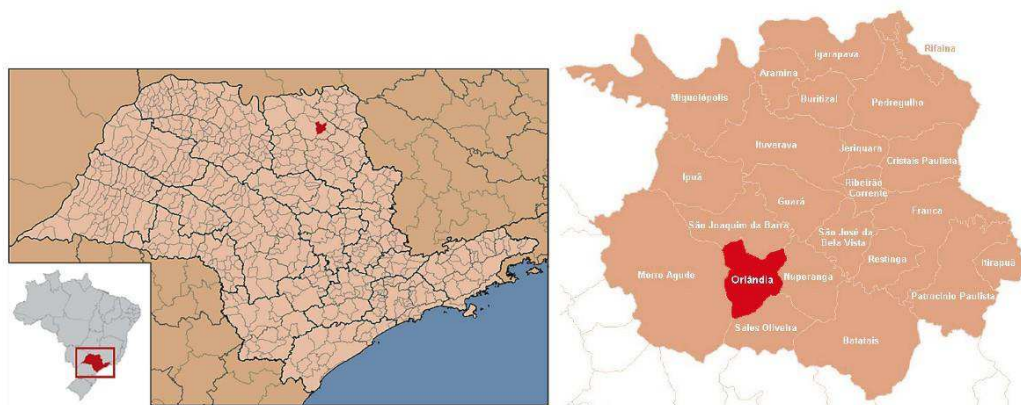 Rifaina
Igarapava
Aramina
Miguelópolis
Buritizal
Pedregulho
Ituverava
Jeriquara
Cristais Paulista
Ipuã
Ribeirão
Corrente
Guará
Franca
São Joaquim da Barra
São José da
Bela Vista
Restinga
Itirapuã
Morro Agudo
Orlândia
Nuporanga
Patrocínio Paulista
Sales Oliveira
Batatais